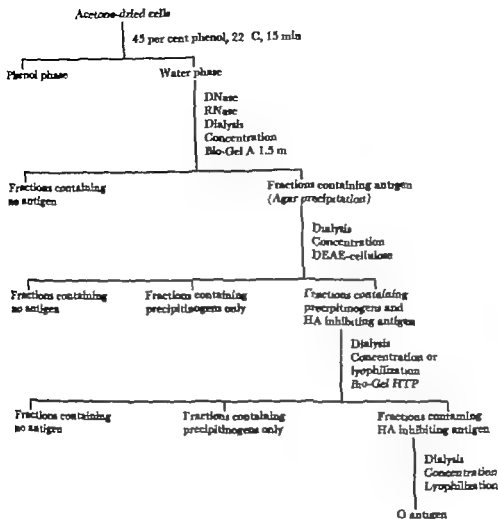 Acetone-dried cells
45 per cent phenol, 22 C, 15 min
Phenol phase
Water phase
DNase
RNase
Dialysis
Concentration
Bio-Gel A 1.5 m
Fractions containing
no antigen
Fractions containing antigen
(Agar precipitation)
Dialysis
Concentration
DEAE-cellulose
Fractions containing
no antigen
Fractions containing
precipitinogens only
Fractions containing
precipitinogens and
HA inhibiting antigen
Dialysis
Concentration or
lyophilization
Bio-Gel HTP
Fractions containing
no antigen
Fractions containing
precipitinogens only
Fractions containing
HA inhibiting antigen
Dialysis
Concentration
Lyophilization
O antigen